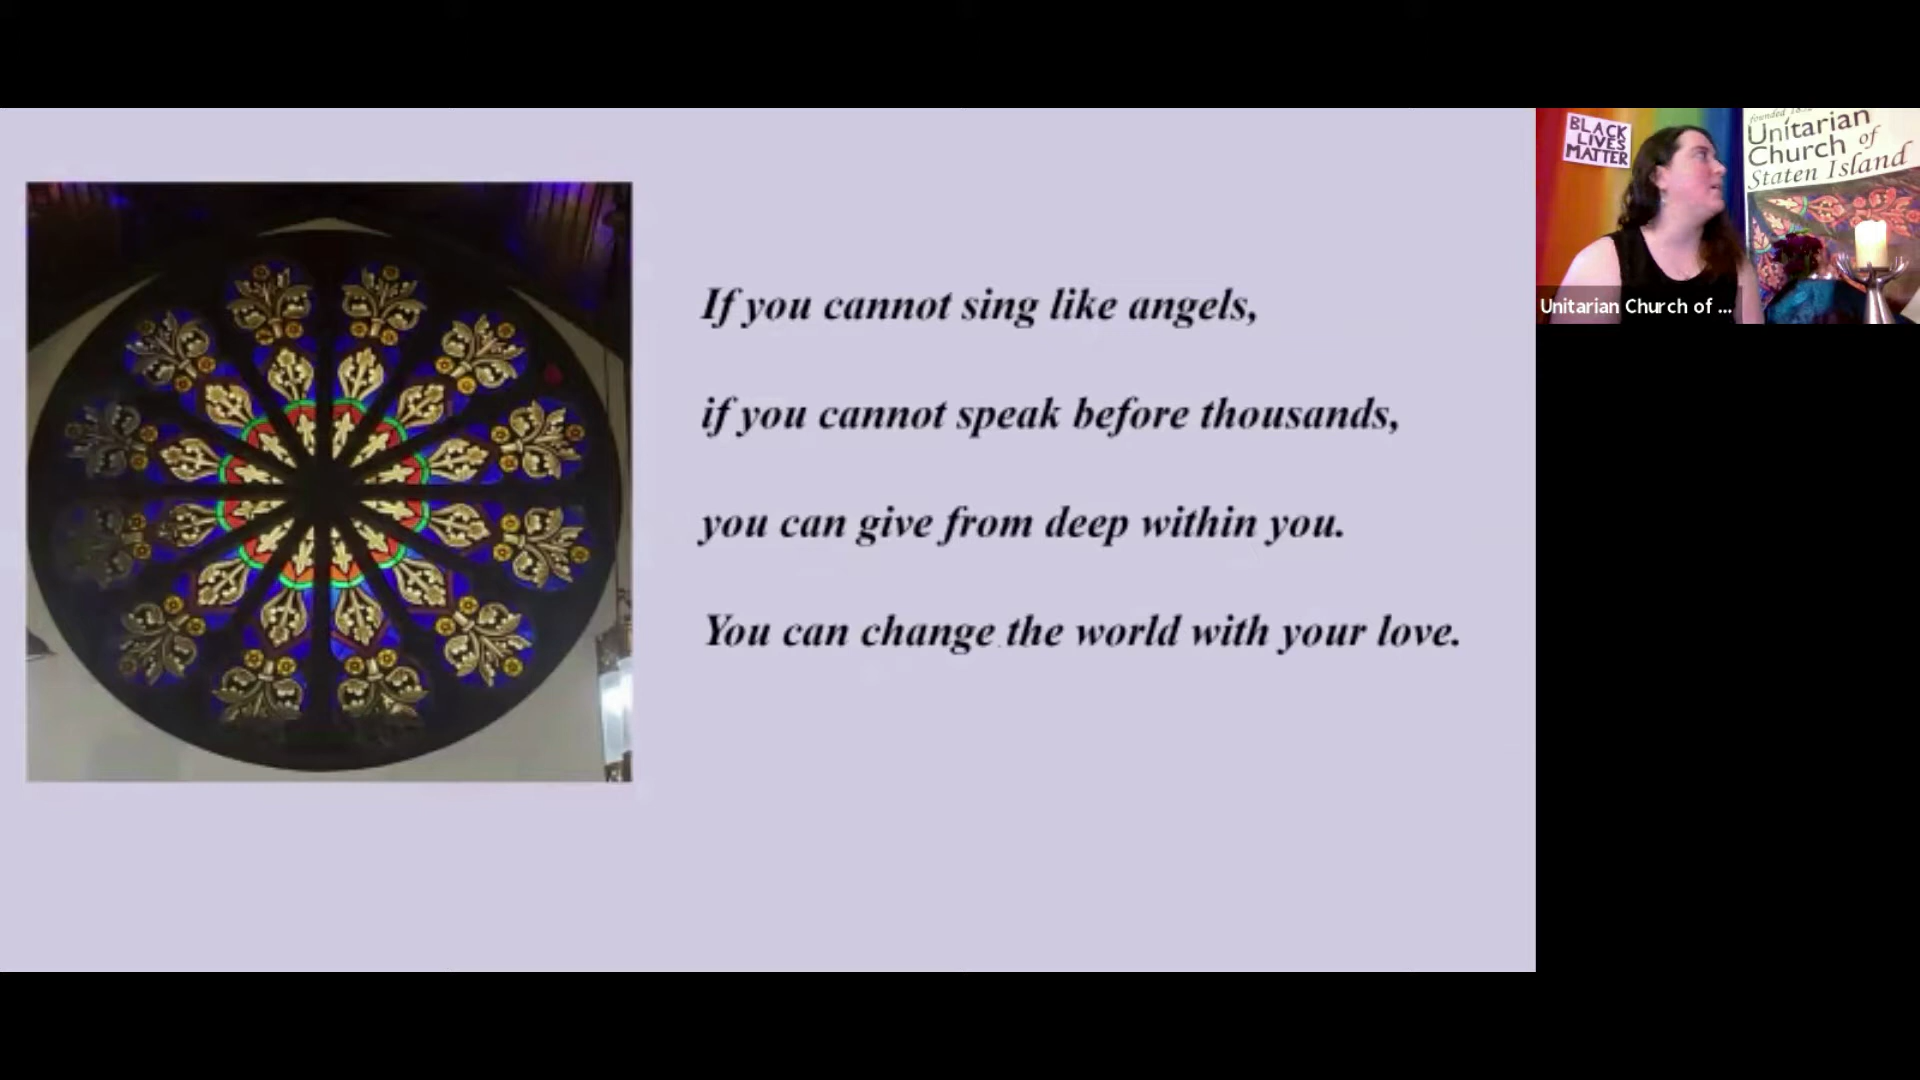 If you cannot sing like angels,
if you cannot speak before thousands,
you can give from deep within you.
You can change the world with your love.
BLACK
LIVES
MATTER
founded 1852
Unitarian
Church of
Staten Island
Unitarian Church of ...